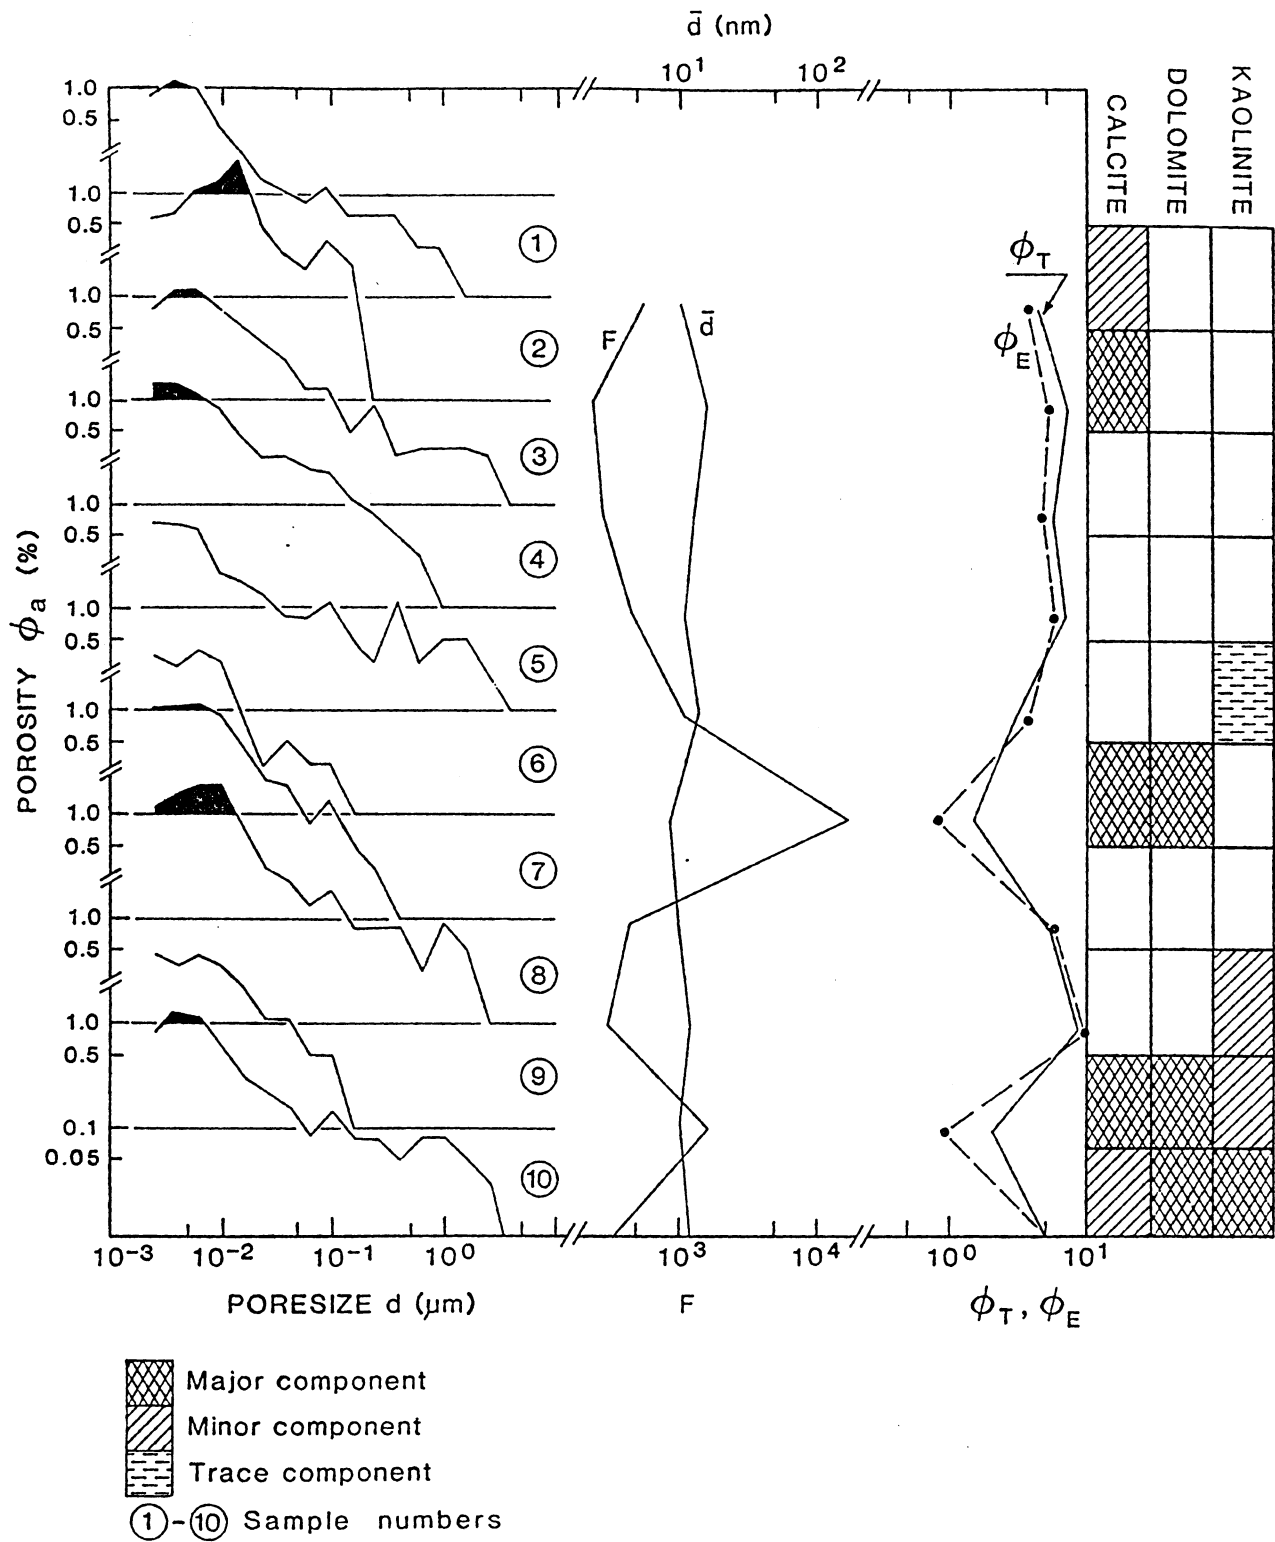 d̄ (nm)
10¹ 10²
CALCITE
DOLOMITE
KAOLINITE
POROSITY ϕa (%)
1.0
0.5
1.0
0.5
①
1.0
0.5
②
1.0
0.5
③
1.0
0.5
④
1.0
0.5
⑤
1.0
0.5
⑥
1.0
0.5
⑦
1.0
0.5
⑧
1.0
0.5
⑨
0.1
0.05
⑩
F d̄
ϕT
ϕE
10⁻³ 10⁻² 10⁻¹ 10⁰ 10³ 10⁴ 10⁰ 10¹
PORESIZE d (µm) F ϕT, ϕE
Major component
Minor component
Trace component
①-⑩ Sample numbers